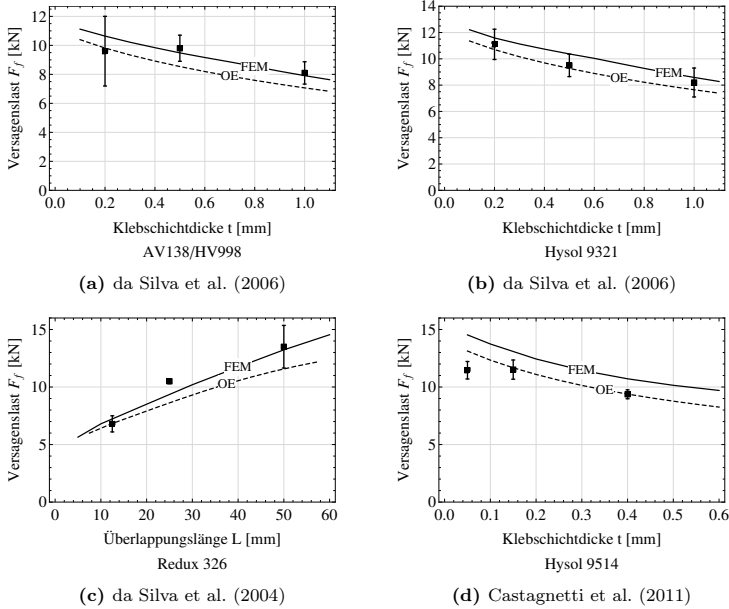 12
10
8
6
4
2
0
Versagenslast F_f [kN]
FEM
OE
0.0 0.2 0.4 0.6 0.8 1.0
Klebschichtdicke t [mm]
AV138/HV998
(a) da Silva et al. (2006)
14
12
10
8
6
4
2
0
Versagenslast F_f [kN]
FEM
OE
0.0 0.2 0.4 0.6 0.8 1.0
Klebschichtdicke t [mm]
Hysol 9321
(b) da Silva et al. (2006)
15
10
5
0
Versagenslast F_f [kN]
FEM
OE
0 10 20 30 40 50 60
Überlappungslänge L [mm]
Redux 326
(c) da Silva et al. (2004)
15
10
5
0
Versagenslast F_f [kN]
FEM
OE
0.0 0.1 0.2 0.3 0.4 0.5 0.6
Klebschichtdicke t [mm]
Hysol 9514
(d) Castagnetti et al. (2011)